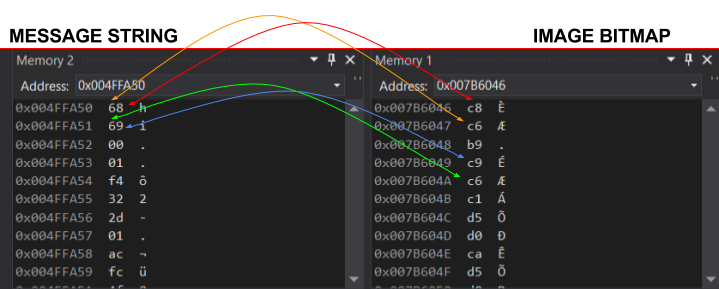 MESSAGE STRING
IMAGE BITMAP
Memory 2
Memory 1
Address: 0x004FFA50
Address: 0x007B6046
0x004FFA50 68 h
0x004FFA51 69 i
0x004FFA52 00 .
0x004FFA53 01 .
0x004FFA54 f4 ô
0x004FFA55 32 2
0x004FFA56 2d -
0x004FFA57 01 .
0x004FFA58 ac ¬
0x004FFA59 fc ü
0x007B6046 c8 È
0x007B6047 c6 Æ
0x007B6048 b9 .
0x007B6049 c9 É
0x007B604A c6 Æ
0x007B604B c1 Á
0x007B604C d5 Õ
0x007B604D d0 Đ
0x007B604E ca Ê
0x007B604F d5 Õ